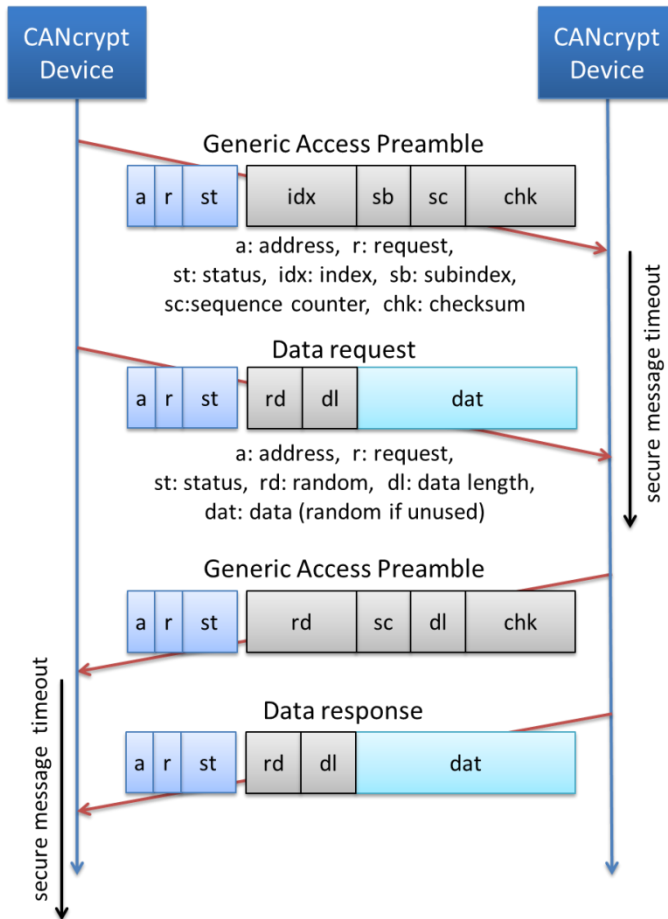 CANcrypt
Device
CANcrypt
Device
Generic Access Preamble
a r st idx sb sc chk
a: address, r: request,
st: status, idx: index, sb: subindex,
sc:sequence counter, chk: checksum
secure message timeout
Data request
a r st rd dl dat
a: address, r: request,
st: status, rd: random, dl: data length,
dat: data (random if unused)
Generic Access Preamble
a r st rd sc dl chk
secure message timeout
Data response
a r st rd dl dat